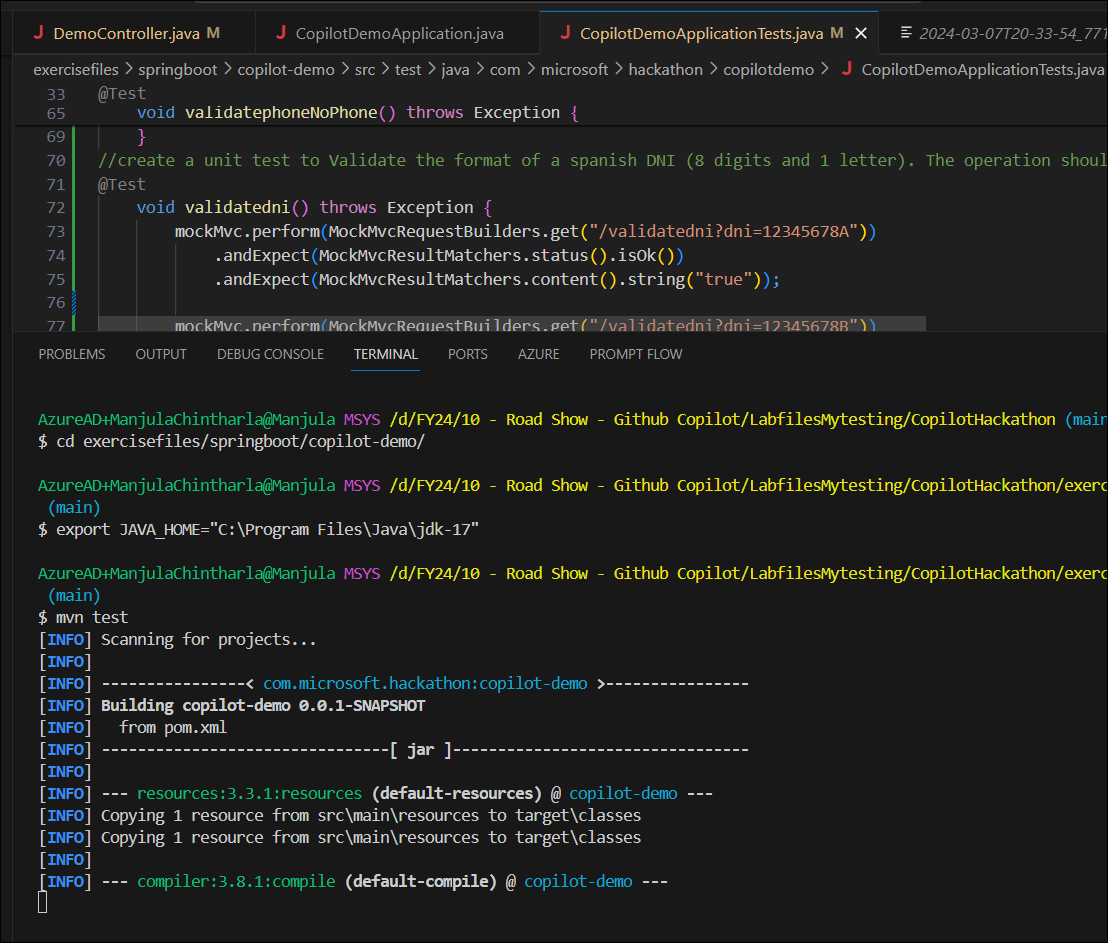 J DemoController.java M J CopilotDemoApplication.java J CopilotDemoApplicationTests.java M × 2024-03-07T20-33-54_771
exercisefiles > springboot > copilot-demo > src > test > java > com > microsoft > hackathon > copilotdemo > J CopilotDemoApplicationTests.java
33 @Test
65 void validatephoneNoPhone() throws Exception {
69 }
70 //create a unit test to Validate the format of a spanish DNI (8 digits and 1 letter). The operation shoul
71 @Test
72 void validatedni() throws Exception {
73 mockMvc.perform(MockMvcRequestBuilders.get("/validatedni?dni=12345678A"))
74 .andExpect(MockMvcResultMatchers.status().isOk())
75 .andExpect(MockMvcResultMatchers.content().string("true"));
76
77 mockMvc.perform(MockMvcRequestBuilders.get("/validatedni?dni=12345678B"))
PROBLEMS OUTPUT DEBUG CONSOLE TERMINAL PORTS AZURE PROMPT FLOW
AzureAD+ManjulaChintharla@Manjula MSYS /d/FY24/10 - Road Show - Github Copilot/LabfilesMytesting/CopilotHackathon (main
$ cd exercisefiles/springboot/copilot-demo/
AzureAD+ManjulaChintharla@Manjula MSYS /d/FY24/10 - Road Show - Github Copilot/LabfilesMytesting/CopilotHackathon/exerc
(main)
$ export JAVA_HOME="C:\Program Files\Java\jdk-17"
AzureAD+ManjulaChintharla@Manjula MSYS /d/FY24/10 - Road Show - Github Copilot/LabfilesMytesting/CopilotHackathon/exerc
(main)
$ mvn test
[INFO] Scanning for projects...
[INFO]
[INFO] ----------------< com.microsoft.hackathon:copilot-demo >----------------
[INFO] Building copilot-demo 0.0.1-SNAPSHOT
[INFO]   from pom.xml
[INFO] --------------------------------[ jar ]---------------------------------
[INFO]
[INFO] --- resources:3.3.1:resources (default-resources) @ copilot-demo ---
[INFO] Copying 1 resource from src\main\resources to target\classes
[INFO] Copying 1 resource from src\main\resources to target\classes
[INFO]
[INFO] --- compiler:3.8.1:compile (default-compile) @ copilot-demo ---